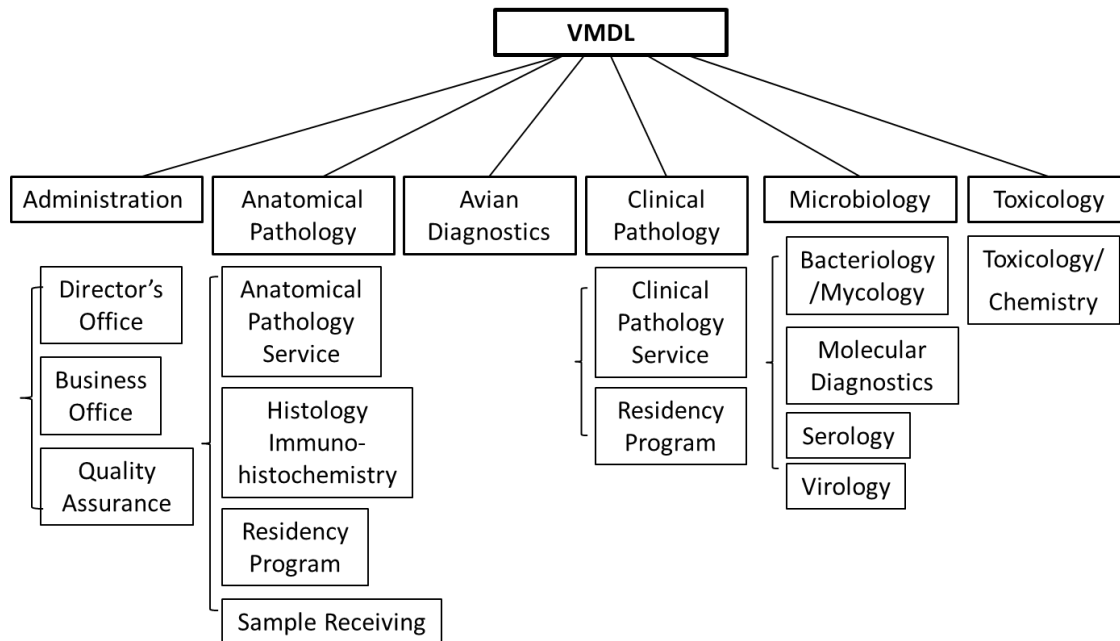 VMDL
Administration
Anatomical
Pathology
Avian
Diagnostics
Clinical
Pathology
Microbiology
Toxicology
Director’s
Office
Business
Office
Quality
Assurance
Anatomical
Pathology
Service
Histology
Immuno-
histochemistry
Residency
Program
Sample Receiving
Clinical
Pathology
Service
Residency
Program
Bacteriology
/Mycology
Molecular
Diagnostics
Serology
Virology
Toxicology/
Chemistry